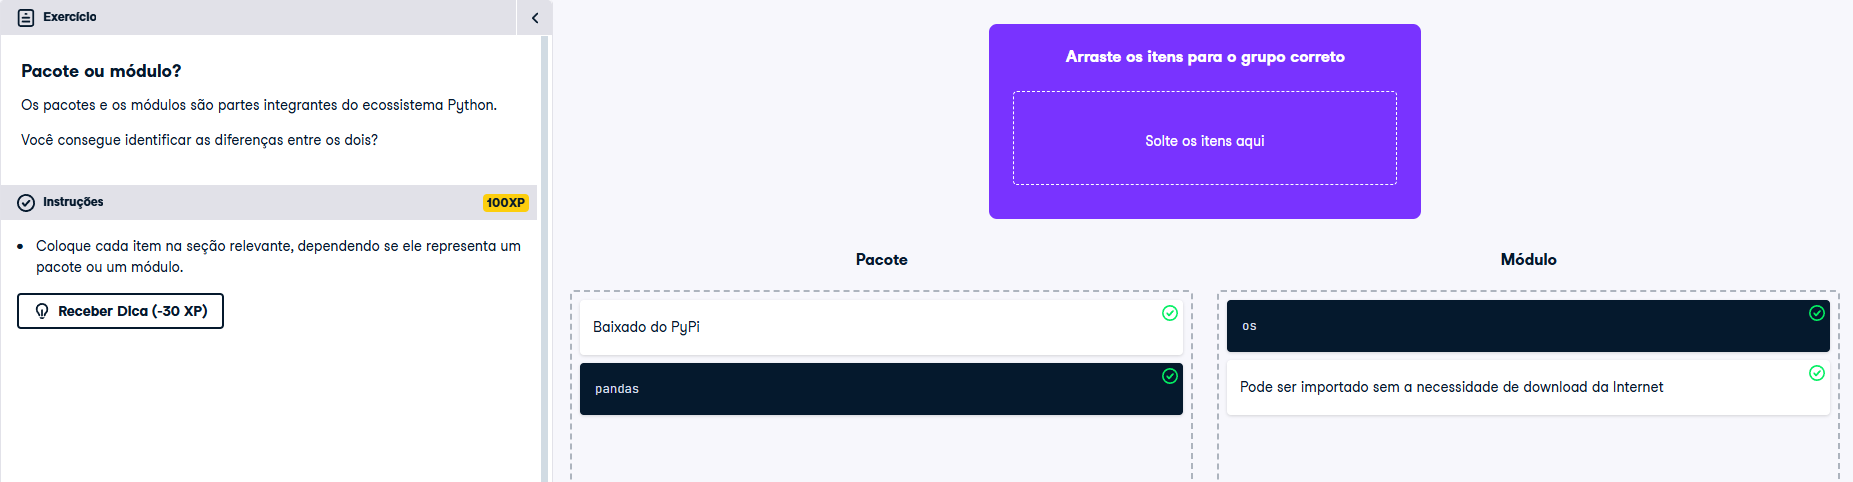 Exercício
Pacote ou módulo?
Os pacotes e os módulos são partes integrantes do ecossistema Python.
Você consegue identificar as diferenças entre os dois?
Instruções
100XP
Coloque cada item na seção relevante, dependendo se ele representa um
pacote ou um módulo.
Receber Dica (-30 XP)
Arraste os itens para o grupo correto
Solte os itens aqui
Pacote
Baixado do PyPi
pandas
Módulo
os
Pode ser importado sem a necessidade de download da Internet